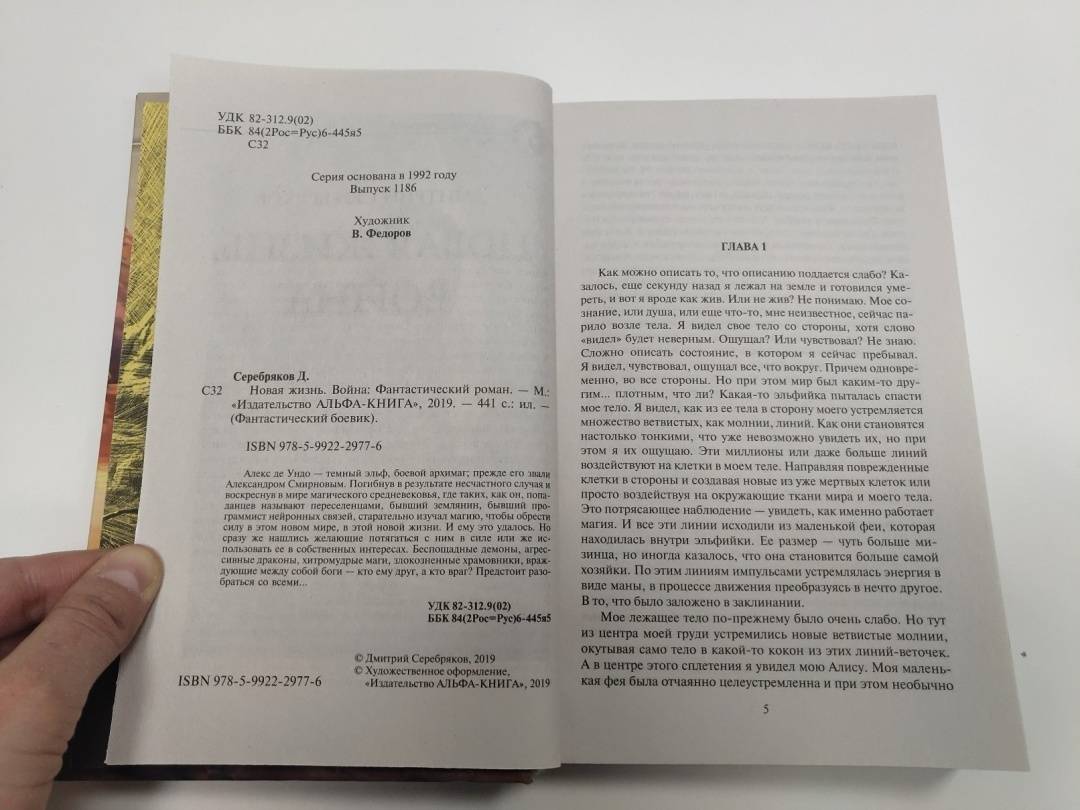 УДК 82-312.9(02)
ББК 84(2Рос=Рус)6-445я5
С32
Серия основана в 1992 году
Выпуск 1186
Художник
В. Федоров
Серебряков Д.
С32 Новая жизнь. Война: Фантастический роман. — М.:
«Издательство АЛЬФА-КНИГА», 2019. — 441 с.: ил. —
(Фантастический боевик).
ISBN 978-5-9922-2977-6
Алекс де Ундо — темный эльф, боевой архимаг; прежде его звали
Александром Смирновым. Погибнув в результате несчастного случая и
воскреснув в мире магического средневековья, где таких, как он, попа-
данцев называют переселенцами, бывший землянин, бывший про-
граммист нейронных связей, старательно изучал магию, чтобы обрести
силу в этом новом мире, в этой новой жизни. И ему это удалось. Но
сразу же нашлись желающие потягаться с ним в силе или же ис-
пользовать ее в собственных интересах. Беспощадные демоны, агрес-
сивные драконы, хитромудрые маги, злокозненные храмовники, враж-
дующие между собой боги — кто ему друг, а кто враг? Предстоит разо-
браться со всеми...
УДК 82-312.9(02)
ББК 84(2Рос=Рус)6-445я5
© Дмитрий Серебряков, 2019
© Художественное оформление,
«Издательство АЛЬФА-КНИГА», 2019
ISBN 978-5-9922-2977-6
ГЛАВА 1
Как можно описать то, что описанию поддается слабо? Ка-
залось, еще секунду назад я лежал на земле и готовился уме-
реть, и вот я вроде как жив. Или не жив? Не понимаю. Мое со-
знание, или душа, или еще что-то, мне неизвестное, сейчас па-
рило возле тела. Я видел свое тело со стороны, хотя слово
«видел» будет неверным. Ощущал? Или чувствовал? Не знаю.
Сложно описать состояние, в котором я сейчас пребывал.
Я видел, чувствовал, ощущал все, что вокруг. Причем одновре-
менно, во все стороны. Но при этом мир был каким-то дру-
гим... плотным, что ли? Какая-то эльфийка пыталась спасти
мое тело. Я видел, как из ее тела в сторону моего устремляется
множество ветвистых, как молнии, линий. Как они становятся
настолько тонкими, что уже невозможно увидеть их, но при
этом я их ощущаю. Эти миллионы или даже больше линий
воздействуют на клетки в моем теле. Направляя поврежденные
клетки в стороны и создавая новые из уже мертвых клеток или
просто воздействуя на окружающие ткани мира и моего тела.
Это потрясающее наблюдение — увидеть, как именно работает
магия. И все эти линии исходили из маленькой феи, которая
находилась внутри эльфийки. Ее размер — чуть больше ми-
зинца, но иногда казалось, что она становится больше самой
хозяйки. По этим линиям импульсами устремлялась энергия в
виде маны, в процессе движения преобразуясь в нечто другое.
В то, что было заложено в заклинании.
Мое лежащее тело по-прежнему было очень слабо. Но тут
из центра моей груди устремились новые ветвистые молнии,
окутывая само тело в какой-то кокон из этих линий-веточек.
А в центре этого сплетения я увидел мою Алису. Моя малень-
кая фея была отчаянно целеустремленна и при этом необычно
5